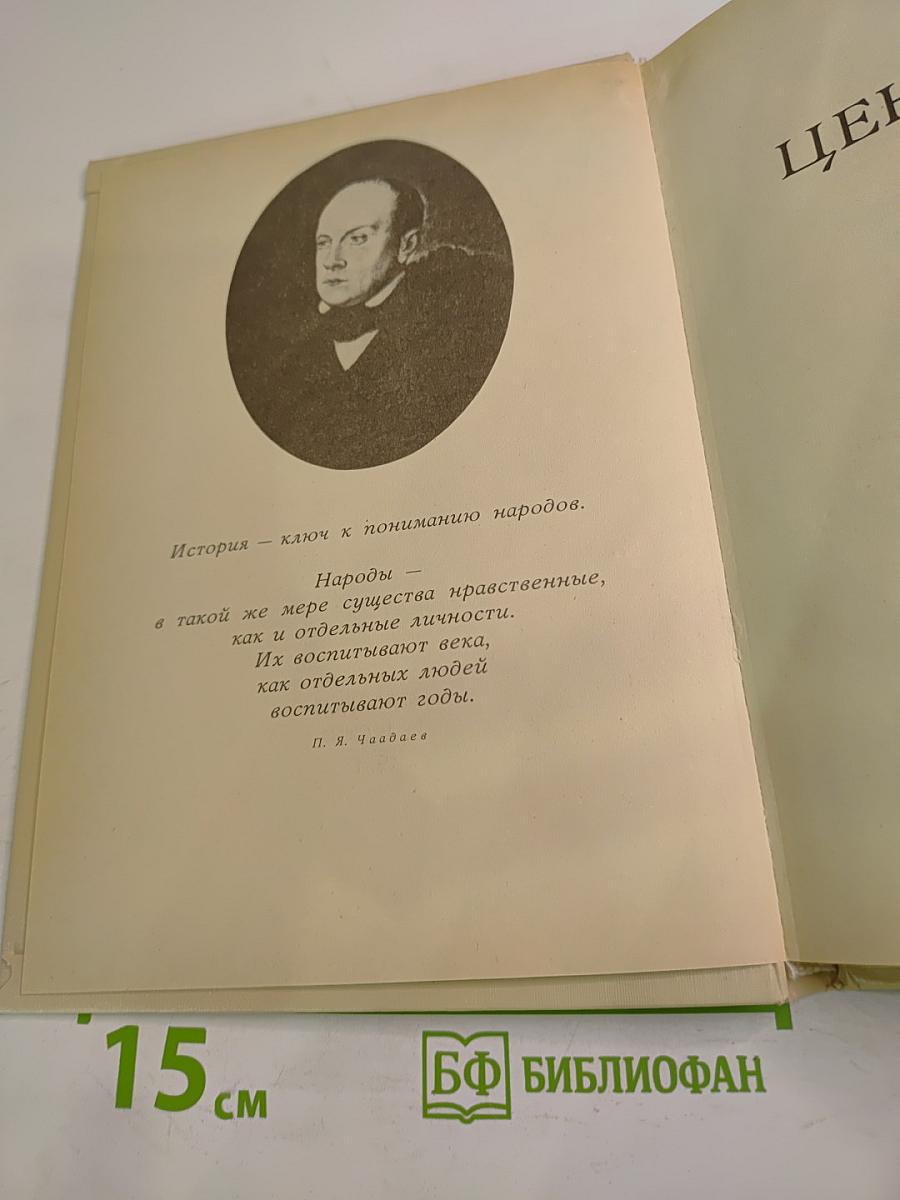 История — ключ к пониманию народов.
Народы —
в такой же мере существа нравственные,
как и отдельные личности.
Их воспитывают века,
как отдельных людей
воспитывают годы.
П. Я. Чаадаев
15 см
БФ БИБЛИОФАН